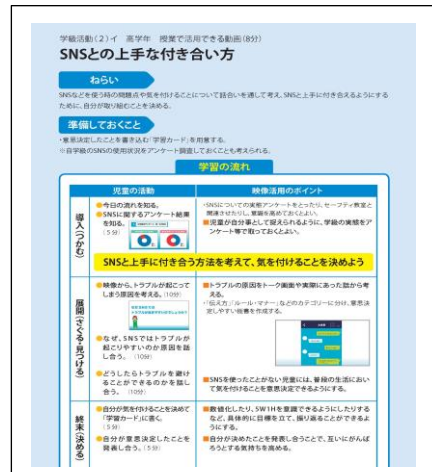 学級活動(2)イ 高学年 授業で活用できる動画(8分)
SNSとの上手な付き合い方
ねらい
SNSなどを使う時の問題点や気を付けることについて話合いを通して考え、SNSと上手に付き合えるようにする
ために、自分が取り組むことを決める。
準備しておくこと
・意思決定したことを書き込む「学習カード」を用意する。
※自学級のSNSの使用状況をアンケート調査しておくことも考えられる。
学習の流れ
児童の活動
映像活用のポイント
導入(つかむ)
●今日の流れを知る。
●SNSに関するアンケート結果
を知る。
(5分)
・SNSについての実態アンケートをとったり、セーフティ教室と
関連させたりし、意識を高めておくとよい。
■児童が自分事として捉えられるように、学級の実態をア
ンケート等で取っておくとよい。
SNSと上手に付き合う方法を考えて、気を付けることを決めよう
展開(さぐる・見つける)
●映像から、トラブルが起こって
しまう原因を考える。(10分)
●なぜ、SNSではトラブルが
起こりやすいのか原因を話
し合う。(10分)
●どうしたらトラブルを避け
ることができるのかを話し
合う。(10分)
■トラブルの原因をトーク画面や実際にあった話から考
える。
・「伝え方」「ルール・マナー」などのカテゴリーに分け、意思決
定しやすい板書を作成する。
■SNSを使ったことがない児童には、普段の生活におい
て気を付けることを意思決定できるようにする。
終末(決める)
●自分が気を付けることを決めて
「学習カード」に書く。
(5分)
●自分が意思決定したことを
発表し合う。(5分)
■数値化したり、5W1Hを意識できるようにしたりする
など、具体的に目標を立て、振り返ることができるよ
うにする。
■自分が決めたことを発表し合うことで、互いにがんば
ろうとする気持ちを高める。